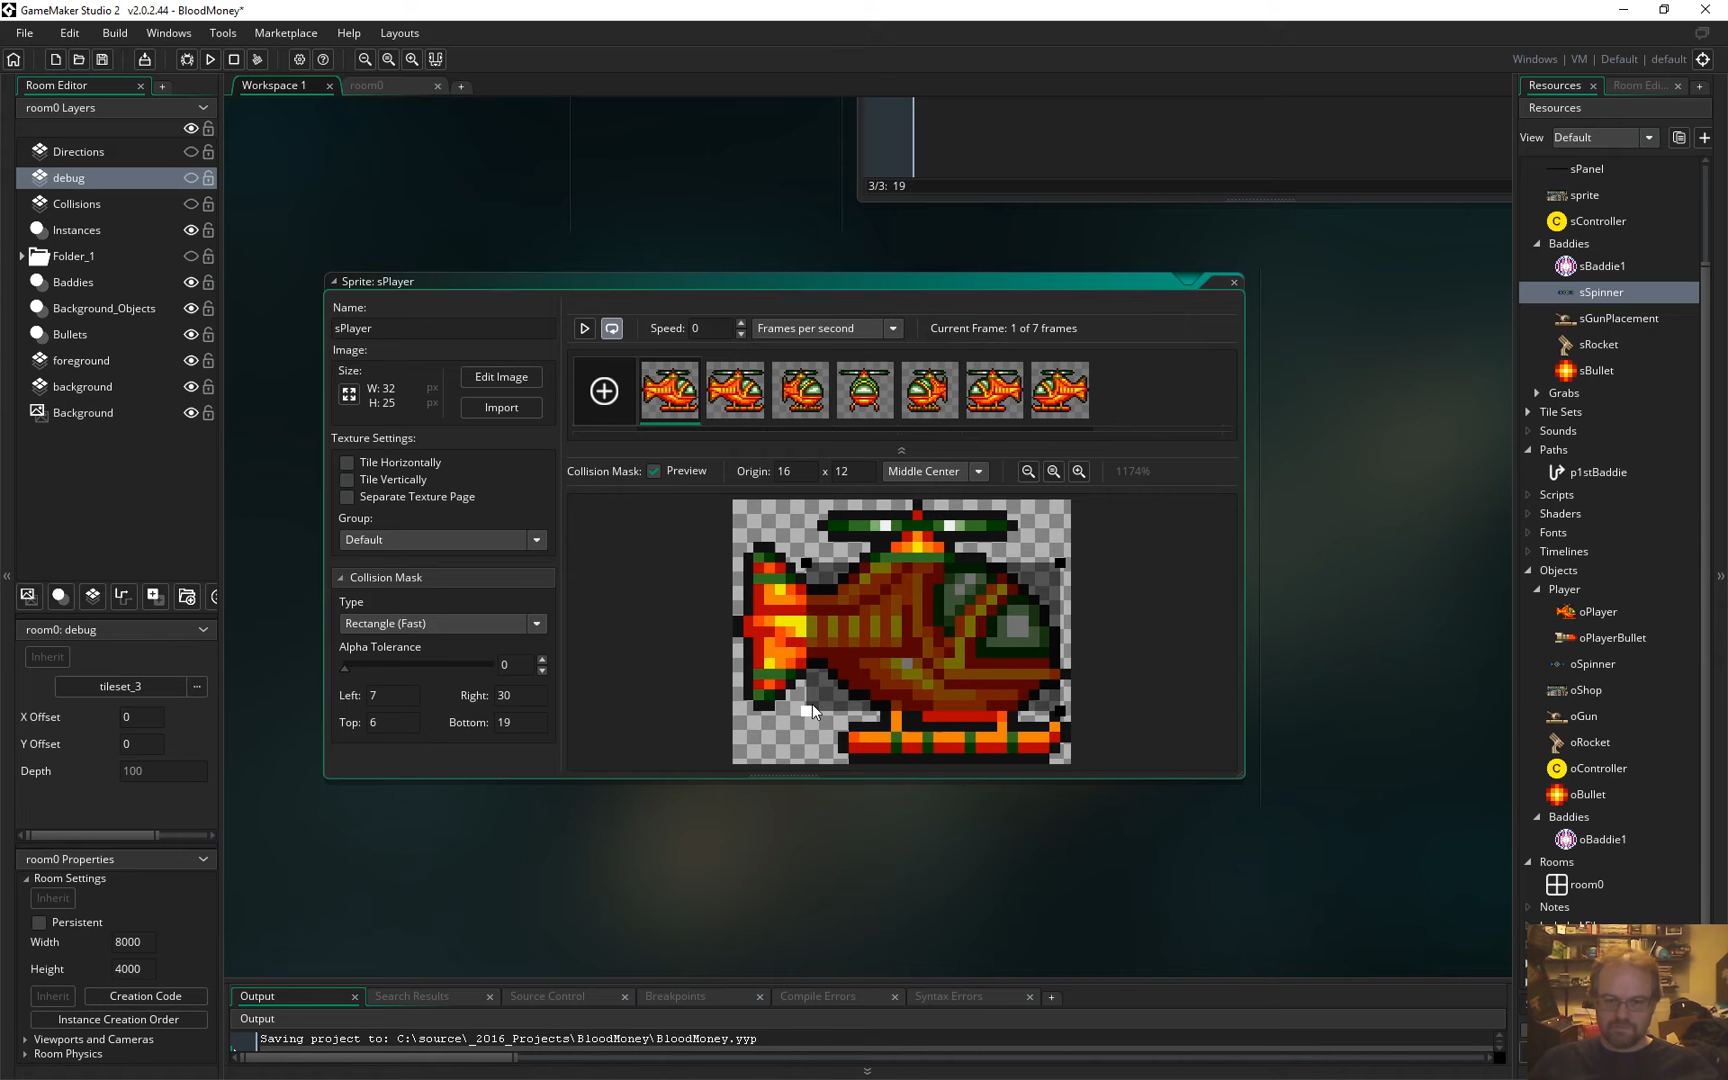 GameMaker Studio 2 v2.0.2.44 - BloodMoney*
File Edit Build Windows Tools Marketplace Help Layouts
Windows | VM | Default | default
Room Editor
room0 Layers
Directions
debug
Collisions
Instances
Folder_1
Baddies
Background_Objects
Bullets
foreground
background
Background
room0: debug
Inherit
tileset_3
X Offset 0
Y Offset 0
Depth 100
room0 Properties
Room Settings
Inherit
Persistent
Width 8000
Height 4000
Inherit Creation Code
Instance Creation Order
Viewports and Cameras
Room Physics
Workspace 1 room0
3/3: 19
Sprite: sPlayer
Name:
sPlayer
Image:
Size:
W: 32 px
H: 25 px
Edit Image
Import
Texture Settings:
Tile Horizontally
Tile Vertically
Separate Texture Page
Group:
Default
Collision Mask
Type
Rectangle (Fast)
Alpha Tolerance
0
Left: 7 Right: 30
Top: 6 Bottom: 19
Speed: 0 Frames per second Current Frame: 1 of 7 frames
Collision Mask: Preview Origin: 16 x 12 Middle Center 1174%
Output Search Results Source Control Breakpoints Compile Errors Syntax Errors
Output
Saving project to: C:\source\_2016_Projects\BloodMoney\BloodMoney.yyp
Resources Room Edi...
Resources
View Default
sPanel
sprite
C sController
Baddies
sBaddie1
sSpinner
sGunPlacement
sRocket
sBullet
Grabs
Tile Sets
Sounds
Paths
p1stBaddie
Scripts
Shaders
Fonts
Timelines
Objects
Player
oPlayer
oPlayerBullet
oSpinner
oShop
oGun
oRocket
C oController
oBullet
Baddies
oBaddie1
Rooms
room0
Notes